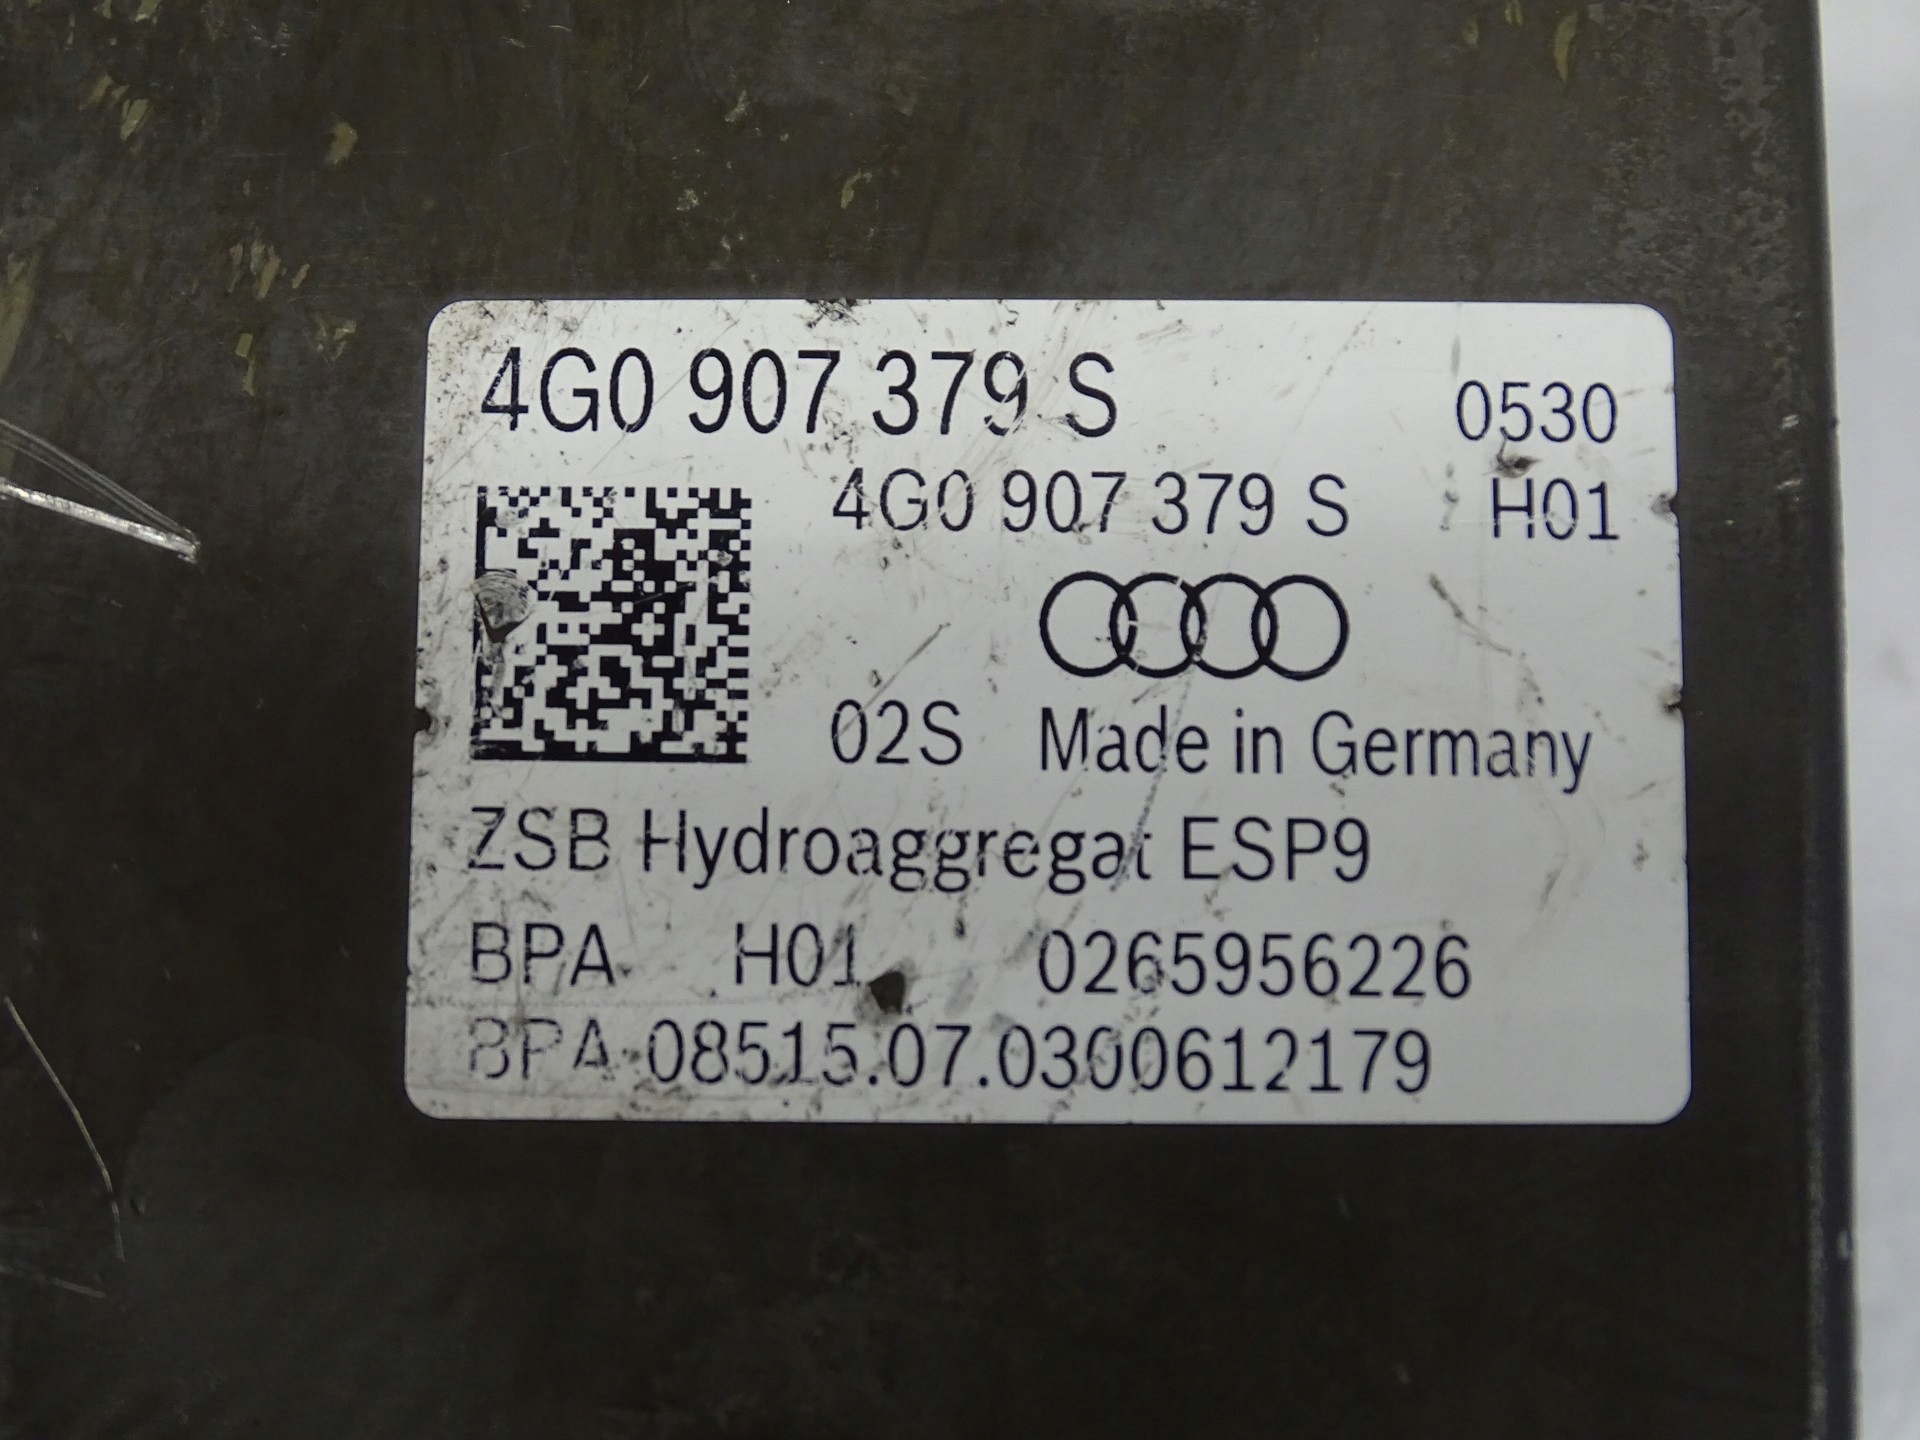 4G0 907 379 S 0530
4G0 907 379 S H01
02S Made in Germany
ZSB Hydroaggregat ESP9
BPA H01 0265956226
BPA 08515.07.0300612179